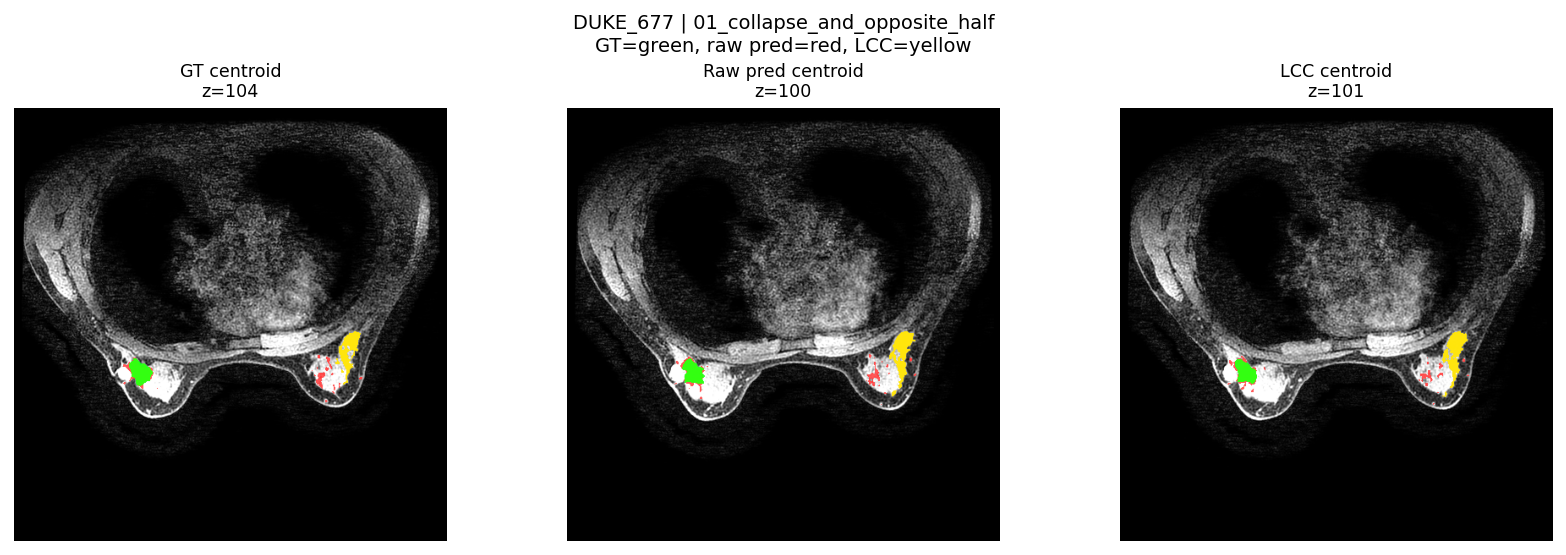 DUKE_677 | 01_collapse_and_opposite_half
GT=green, raw pred=red, LCC=yellow
GT centroid
z=104
Raw pred centroid
z=100
LCC centroid
z=101